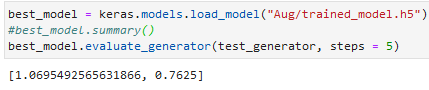 best_model = keras.models.load_model("Aug/trained_model.h5")
#best_model.summary()
best_model.evaluate_generator(test_generator, steps = 5)
[1.0695492565631866, 0.7625]